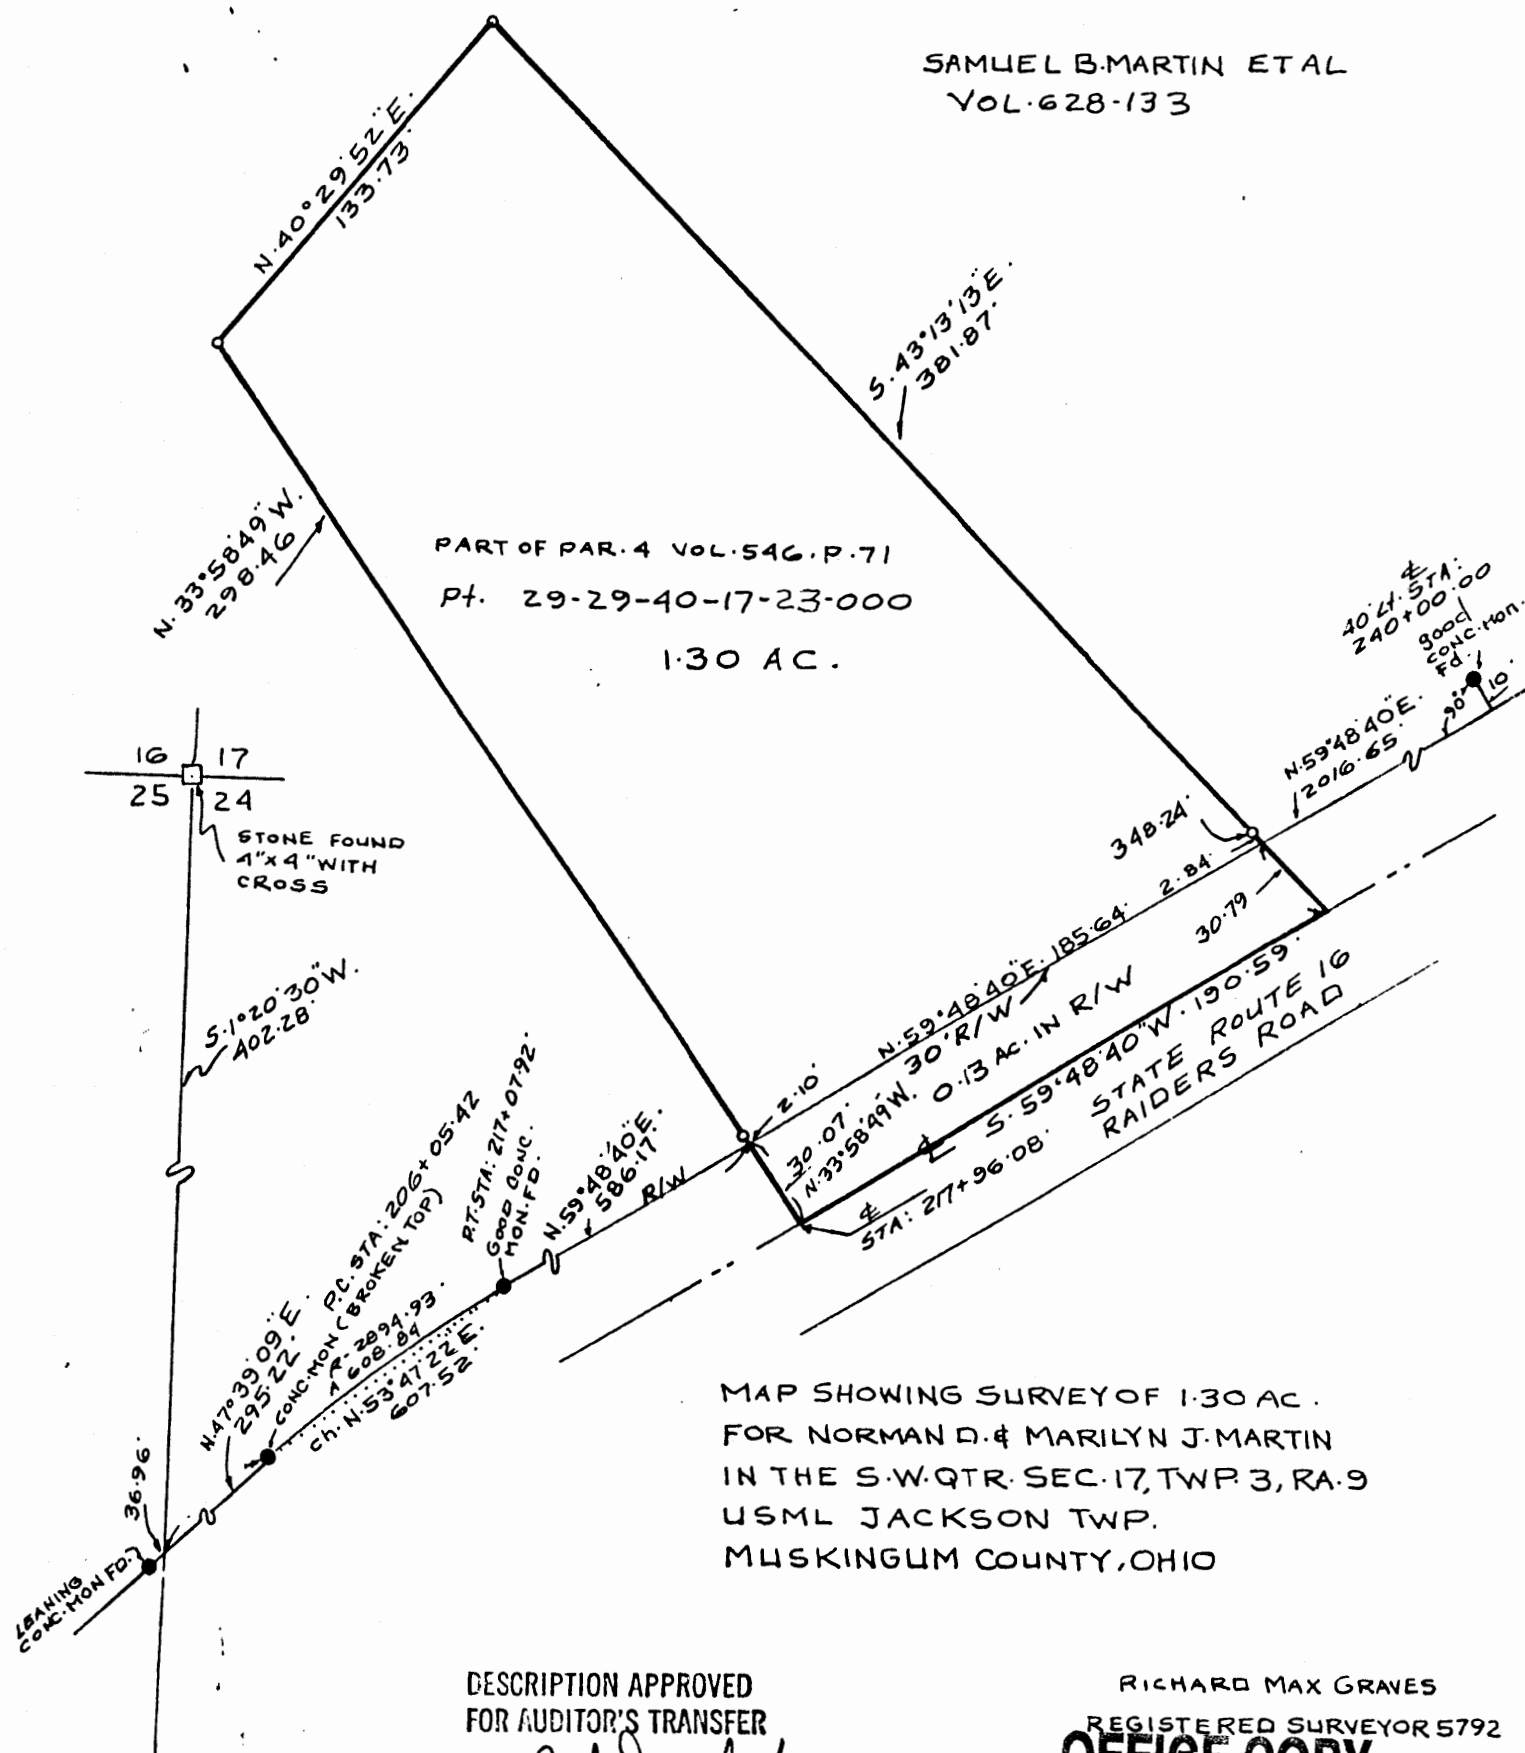 SAMUEL B. MARTIN ET AL
VOL. 628-133
N. 40° 29' 52" E.
133.73'
S. 43° 13' 13" E.
381.87'
N. 33° 58' 49" W.
298.46
PART OF PAR. 4 VOL. 546. P. 71
Pt. 29-29-40-17-23-000
1.30 AC.
℄
40' Lt. STA:
240+00.00
good
CONC. MON.
Fd.
90°
10'
N. 59° 48' 40" E.
2016.65'
16 17
25 24
STONE FOUND
4" x 4" WITH
CROSS
348.24'
2.84'
30.79
N. 59° 48' 40" E. 185.64'
30' R/W
0.13 AC. IN R/W
S. 59° 48' 40" W. 190.59'
STATE ROUTE 16
RAIDERS ROAD
S. 1° 20' 30" W.
402.28'
2.10'
30.07'
N. 33° 58' 49" W.
℄
℄
STA: 217+96.08'
R/W
N. 59° 48' 40" E.
586.17'
P.T. STA: 217+07.92'
GOOD CONC.
MON. FD.
P.C. STA: 206+05.42
CONC. MON (BROKEN TOP)
N. 47° 39' 09" E.
295.22'
R- 2894.93'
608.84
Ch. N. 53° 47' 22" E.
607.52'
36.96'
LEANING
CONC. MON FD.
MAP SHOWING SURVEY OF 1.30 AC.
FOR NORMAN D. & MARILYN J. MARTIN
IN THE S.W. QTR. SEC. 17, TWP. 3, RA. 9
USML JACKSON TWP.
MUSKINGUM COUNTY, OHIO
DESCRIPTION APPROVED
FOR AUDITOR'S TRANSFER
RICHARD MAX GRAVES
REGISTERED SURVEYOR 5792
OFFICE COPY